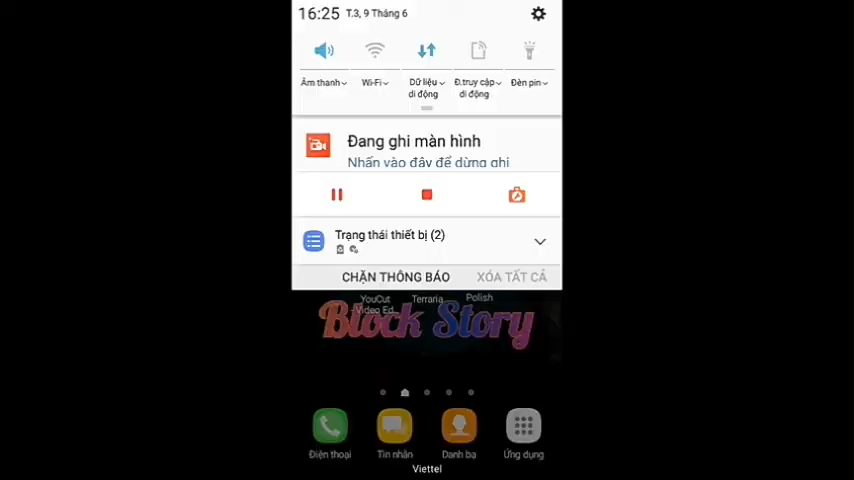 16:25 T.3, 9 Tháng 6
Âm thanh
Wi-Fi
Dữ liệu di động
Đ.truy cập di động
Đèn pin
Đang ghi màn hình
Nhấn vào đây để dừng ghi
Trạng thái thiết bị (2)
CHẶN THÔNG BÁO XÓA TẤT CẢ
YouCut Video Ed
Terraria
Polish
Block Story
Điện thoại
Tin nhắn
Danh bạ
Ứng dụng
Viettel